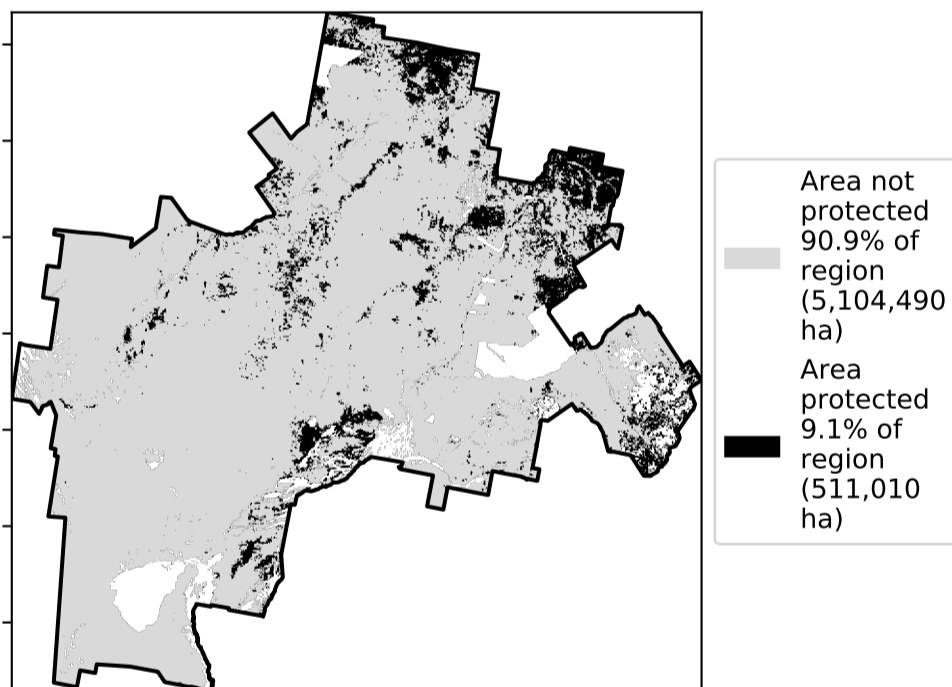 Area not
protected
90.9% of
region
(5,104,490
ha)
Area
protected
9.1% of
region
(511,010
ha)